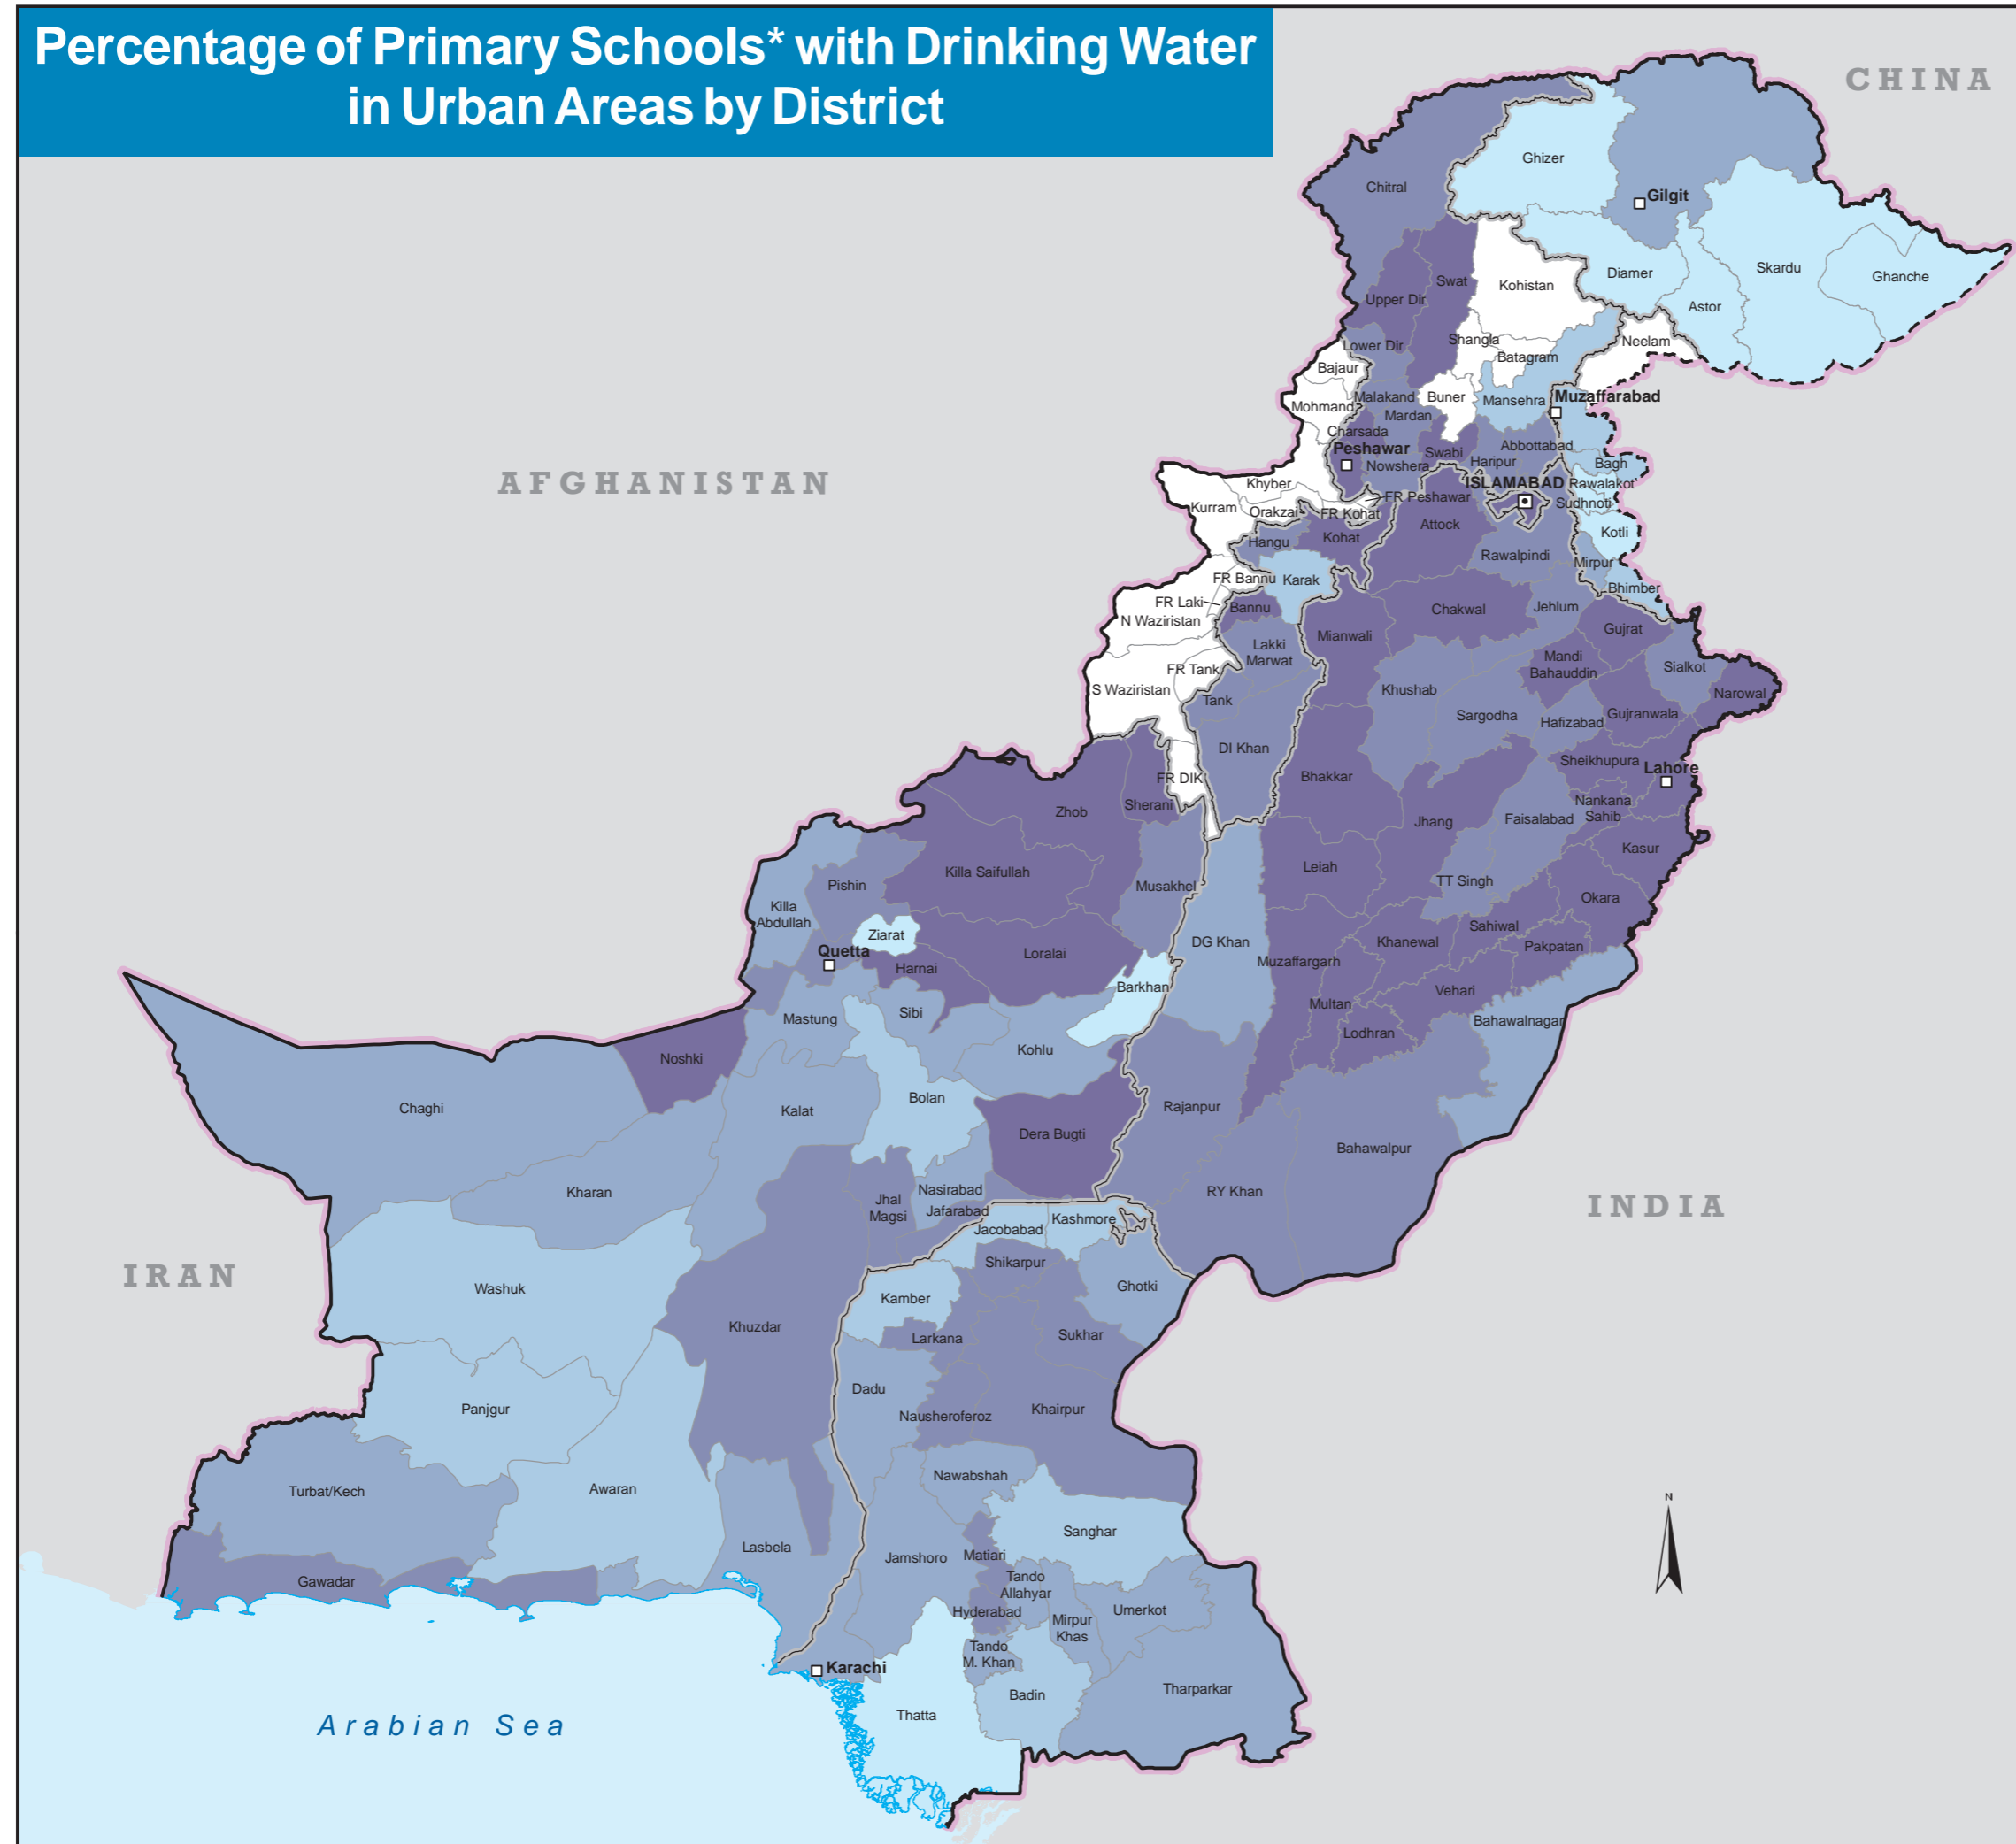 Percentage of Primary Schools* with Drinking Water
in Urban Areas by District
CHINA
AFGHANISTAN
IRAN
INDIA
Arabian Sea
N
Ghizer
Chitral
Gilgit
Skardu
Ghanche
Diamer
Astor
Swat
Kohistan
Upper Dir
Shangla
Neelam
Lower Dir
Batagram
Bajaur
Malakand
Buner
Mansehra
Muzaffarabad
Mohmand
Mardan
Charsada
Peshawar
Swabi
Abbottabad
Nowshera
Haripur
Bagh
ISLAMABAD
Rawalakot
Khyber
FR Peshawar
Sudhnoti
Kurram
Orakzai
FR Kohat
Attock
Kotli
Hangu
Kohat
Rawalpindi
Mirpur
FR Bannu
Karak
Bhimber
FR Laki
Bannu
Chakwal
Jehlum
N Waziristan
Mianwali
Gujrat
Lakki
Marwat
FR Tank
Mandi
Bahauddin
Sialkot
S Waziristan
Tank
Khushab
Narowal
Sargodha
Hafizabad
Gujranwala
DI Khan
Sheikhupura
Lahore
FR DIK
Bhakkar
Zhob
Sherani
Nankana
Sahib
Jhang
Faisalabad
Kasur
Killa Saifullah
Leiah
TT Singh
Pishin
Musakhel
Okara
Killa
Abdullah
Ziarat
DG Khan
Sahiwal
Khanewal
Pakpatan
Quetta
Loralai
Harnai
Muzaffargarh
Barkhan
Vehari
Multan
Mastung
Sibi
Bahawalnagar
Lodhran
Kohlu
Noshki
Chaghi
Kalat
Bolan
Rajanpur
Dera Bugti
Bahawalpur
Kharan
Nasirabad
RY Khan
Jhal
Magsi
Jafarabad
Kashmore
Jacobabad
Shikarpur
Washuk
Ghotki
Kamber
Khuzdar
Larkana
Sukhar
Dadu
Panjgur
Nausheroferoz
Khairpur
Turbat/Kech
Awaran
Nawabshah
Sanghar
Lasbela
Jamshoro
Matiari
Gawadar
Tando
Allahyar
Hyderabad
Mirpur
Khas
Umerkot
Tando
M. Khan
Karachi
Tharparkar
Badin
Thatta